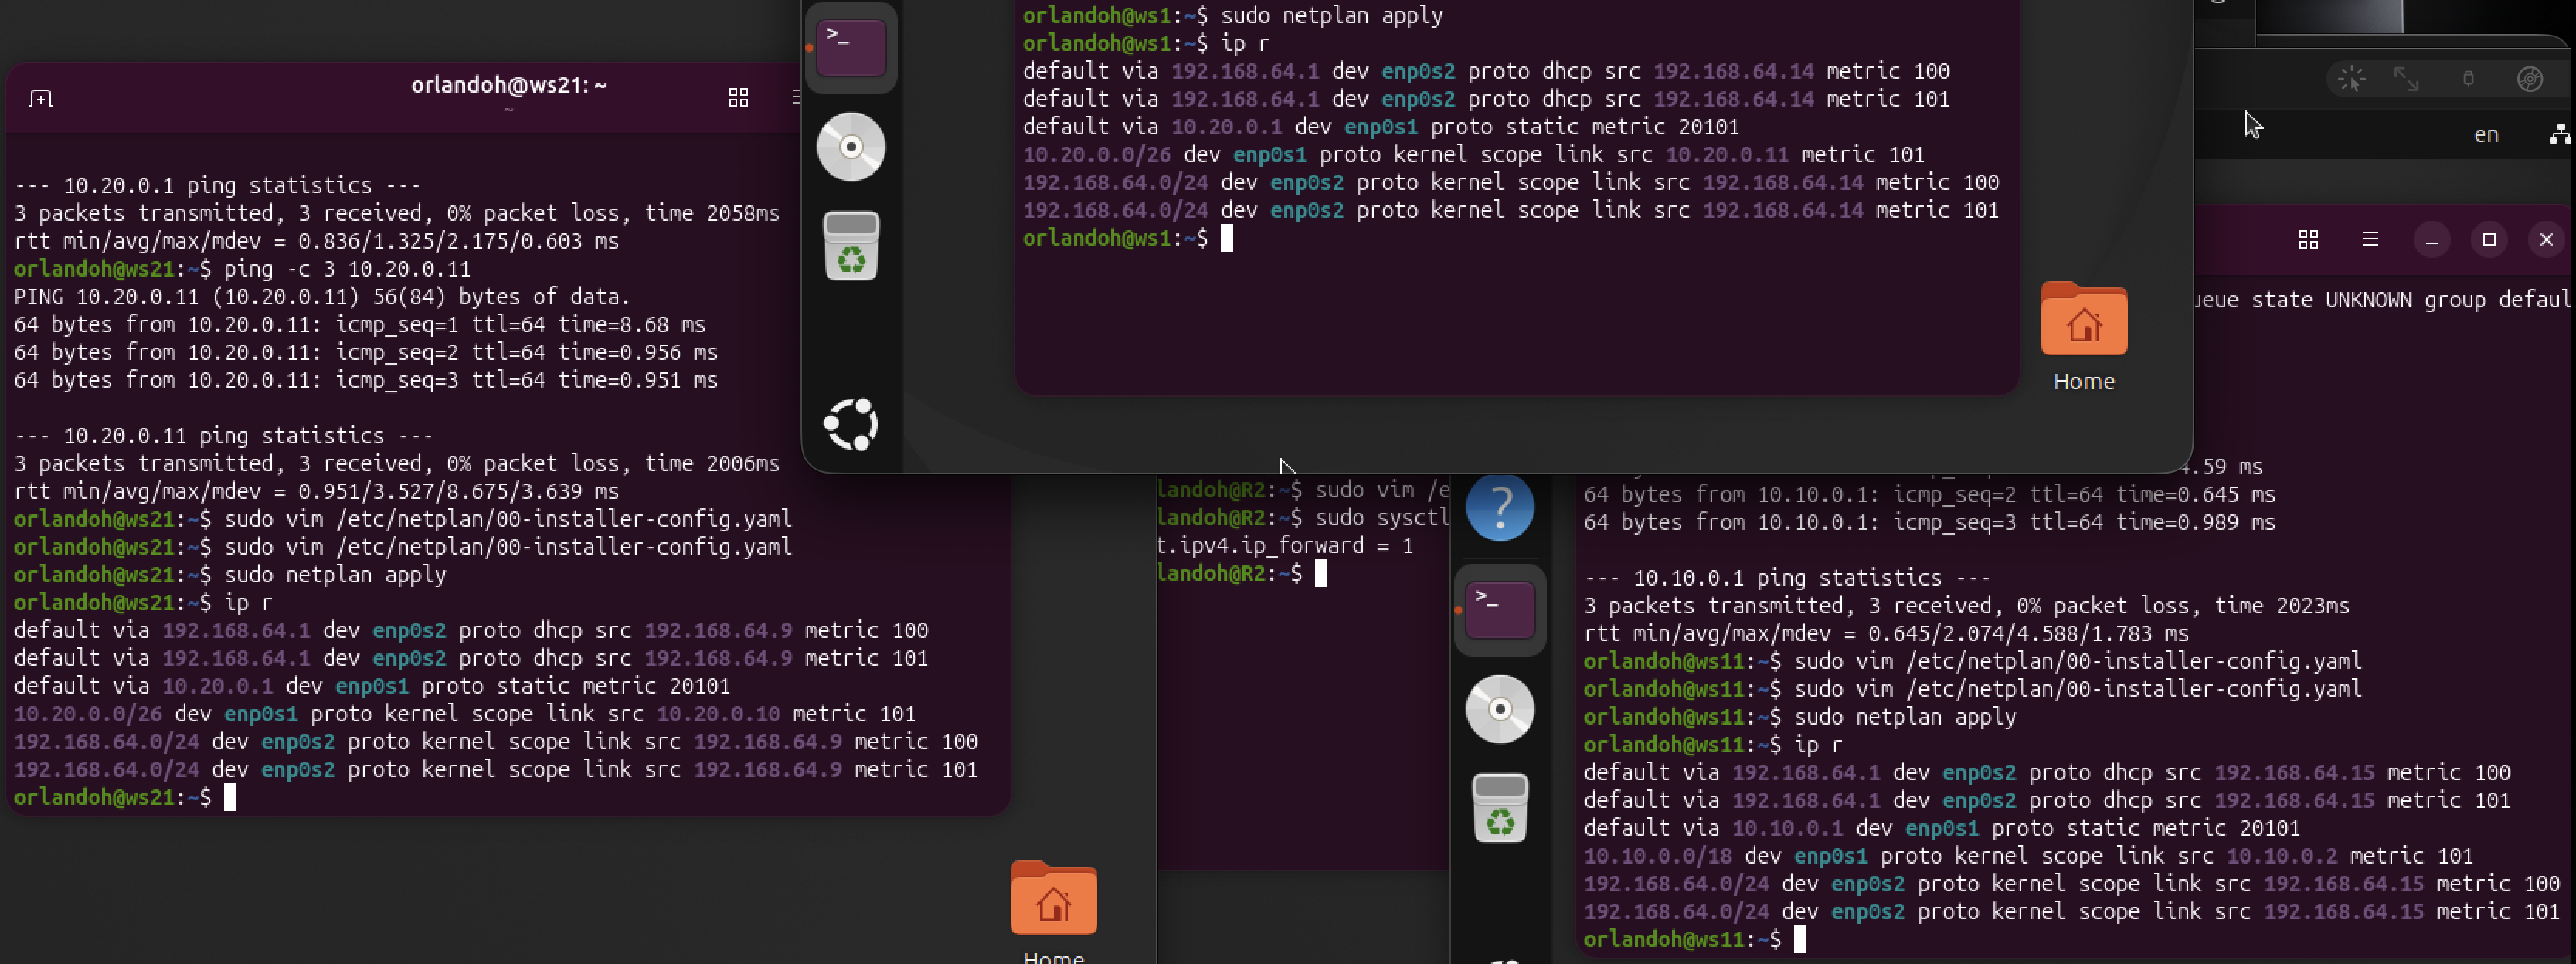 orlandoh@ws21: ~
~
--- 10.20.0.1 ping statistics ---
3 packets transmitted, 3 received, 0% packet loss, time 2058ms
rtt min/avg/max/mdev = 0.836/1.325/2.175/0.603 ms
orlandoh@ws21:~$ ping -c 3 10.20.0.11
PING 10.20.0.11 (10.20.0.11) 56(84) bytes of data.
64 bytes from 10.20.0.11: icmp_seq=1 ttl=64 time=8.68 ms
64 bytes from 10.20.0.11: icmp_seq=2 ttl=64 time=0.956 ms
64 bytes from 10.20.0.11: icmp_seq=3 ttl=64 time=0.951 ms
--- 10.20.0.11 ping statistics ---
3 packets transmitted, 3 received, 0% packet loss, time 2006ms
rtt min/avg/max/mdev = 0.951/3.527/8.675/3.639 ms
orlandoh@ws21:~$ sudo vim /etc/netplan/00-installer-config.yaml
orlandoh@ws21:~$ sudo vim /etc/netplan/00-installer-config.yaml
orlandoh@ws21:~$ sudo netplan apply
orlandoh@ws21:~$ ip r
default via 192.168.64.1 dev enp0s2 proto dhcp src 192.168.64.9 metric 100
default via 192.168.64.1 dev enp0s2 proto dhcp src 192.168.64.9 metric 101
default via 10.20.0.1 dev enp0s1 proto static metric 20101
10.20.0.0/26 dev enp0s1 proto kernel scope link src 10.20.0.10 metric 101
192.168.64.0/24 dev enp0s2 proto kernel scope link src 192.168.64.9 metric 100
192.168.64.0/24 dev enp0s2 proto kernel scope link src 192.168.64.9 metric 101
orlandoh@ws21:~$
Home
orlandoh@ws1:~$ sudo netplan apply
orlandoh@ws1:~$ ip r
default via 192.168.64.1 dev enp0s2 proto dhcp src 192.168.64.14 metric 100
default via 192.168.64.1 dev enp0s2 proto dhcp src 192.168.64.14 metric 101
default via 10.20.0.1 dev enp0s1 proto static metric 20101
10.20.0.0/26 dev enp0s1 proto kernel scope link src 10.20.0.11 metric 101
192.168.64.0/24 dev enp0s2 proto kernel scope link src 192.168.64.14 metric 100
192.168.64.0/24 dev enp0s2 proto kernel scope link src 192.168.64.14 metric 101
orlandoh@ws1:~$
Home
landoh@R2:~$ sudo vim /e
landoh@R2:~$ sudo sysctl
t.ipv4.ip_forward = 1
landoh@R2:~$
en
ueue state UNKNOWN group defaul
4.59 ms
64 bytes from 10.10.0.1: icmp_seq=2 ttl=64 time=0.645 ms
64 bytes from 10.10.0.1: icmp_seq=3 ttl=64 time=0.989 ms
--- 10.10.0.1 ping statistics ---
3 packets transmitted, 3 received, 0% packet loss, time 2023ms
rtt min/avg/max/mdev = 0.645/2.074/4.588/1.783 ms
orlandoh@ws11:~$ sudo vim /etc/netplan/00-installer-config.yaml
orlandoh@ws11:~$ sudo vim /etc/netplan/00-installer-config.yaml
orlandoh@ws11:~$ sudo netplan apply
orlandoh@ws11:~$ ip r
default via 192.168.64.1 dev enp0s2 proto dhcp src 192.168.64.15 metric 100
default via 192.168.64.1 dev enp0s2 proto dhcp src 192.168.64.15 metric 101
default via 10.10.0.1 dev enp0s1 proto static metric 20101
10.10.0.0/18 dev enp0s1 proto kernel scope link src 10.10.0.2 metric 101
192.168.64.0/24 dev enp0s2 proto kernel scope link src 192.168.64.15 metric 100
192.168.64.0/24 dev enp0s2 proto kernel scope link src 192.168.64.15 metric 101
orlandoh@ws11:~$